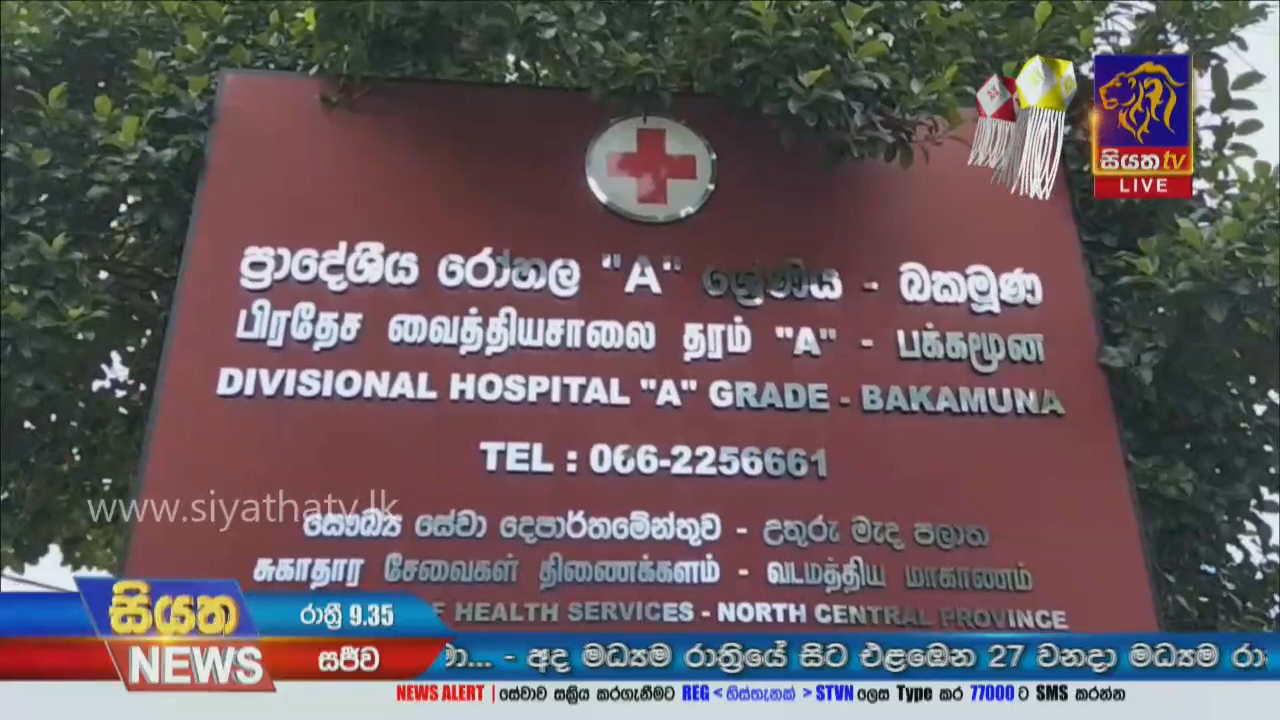 සියත tv
LIVE
ප්‍රාදේශීය රෝහල "A" ශ්‍රේණිය - බකමූණ
பிரதேச வைத்தியசாலை தரம் "A" - பக்கமூன
DIVISIONAL HOSPITAL "A" GRADE - BAKAMUNA
TEL : 066-2256661
www.siyathatv.lk
සෞඛ්‍ය සේවා දෙපාර්තමේන්තුව - උතුරු මැද පලාත
சுகாதார சேவைகள் திணைக்களம் - வடமத்திய மாகாணம்
HEALTH SERVICES - NORTH CENTRAL PROVINCE
සියත
NEWS
රාත්‍රී 9.35
සජීව
... - අද මධ්‍යම රාත්‍රියේ සිට එළඹෙන 27 වනදා මධ්‍යම
NEWS ALERT | සේවාව සක්‍රිය කරගැනීමට REG < හිස්තැනක් > STVN ලෙස Type කර 77000 ට SMS කරන්න